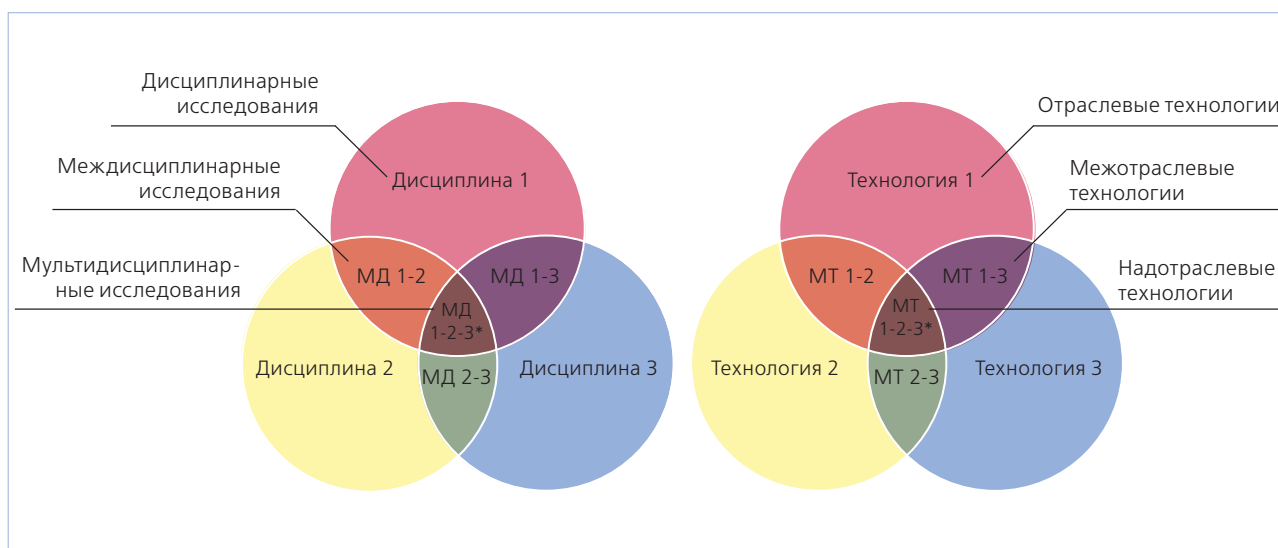 Дисциплинарные
исследования
Междисциплинарные
исследования
Мультидисциплинар-
ные исследования
Дисциплина 1
МД 1-2
МД 1-3
МД
1-2-3*
Дисциплина 2
МД 2-3
Дисциплина 3
Технология 1
МТ 1-2
МТ 1-3
МТ
1-2-3*
Технология 2
МТ 2-3
Технология 3
Отраслевые технологии
Межотраслевые
технологии
Надотраслевые
технологии